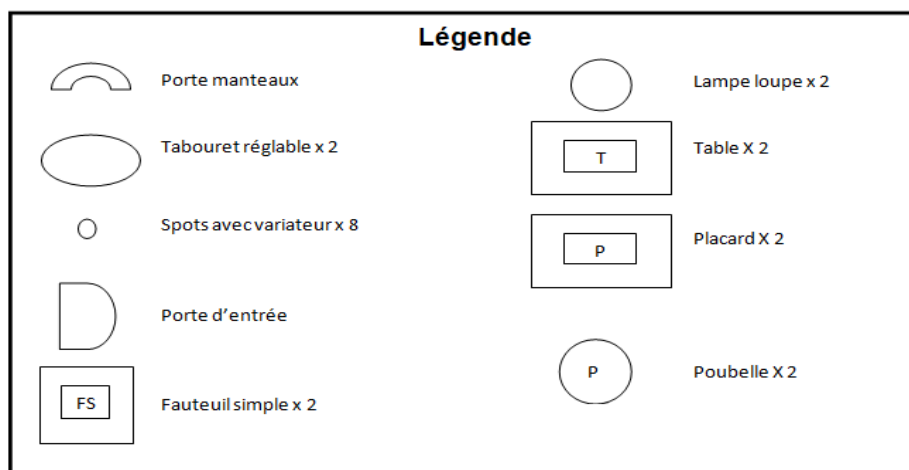 Légende
Porte manteaux
Tabouret réglable x 2
Spots avec variateur x 8
Porte d’entrée
FS
Fauteuil simple x 2
Lampe loupe x 2
T
Table X 2
P
Placard X 2
P
Poubelle X 2